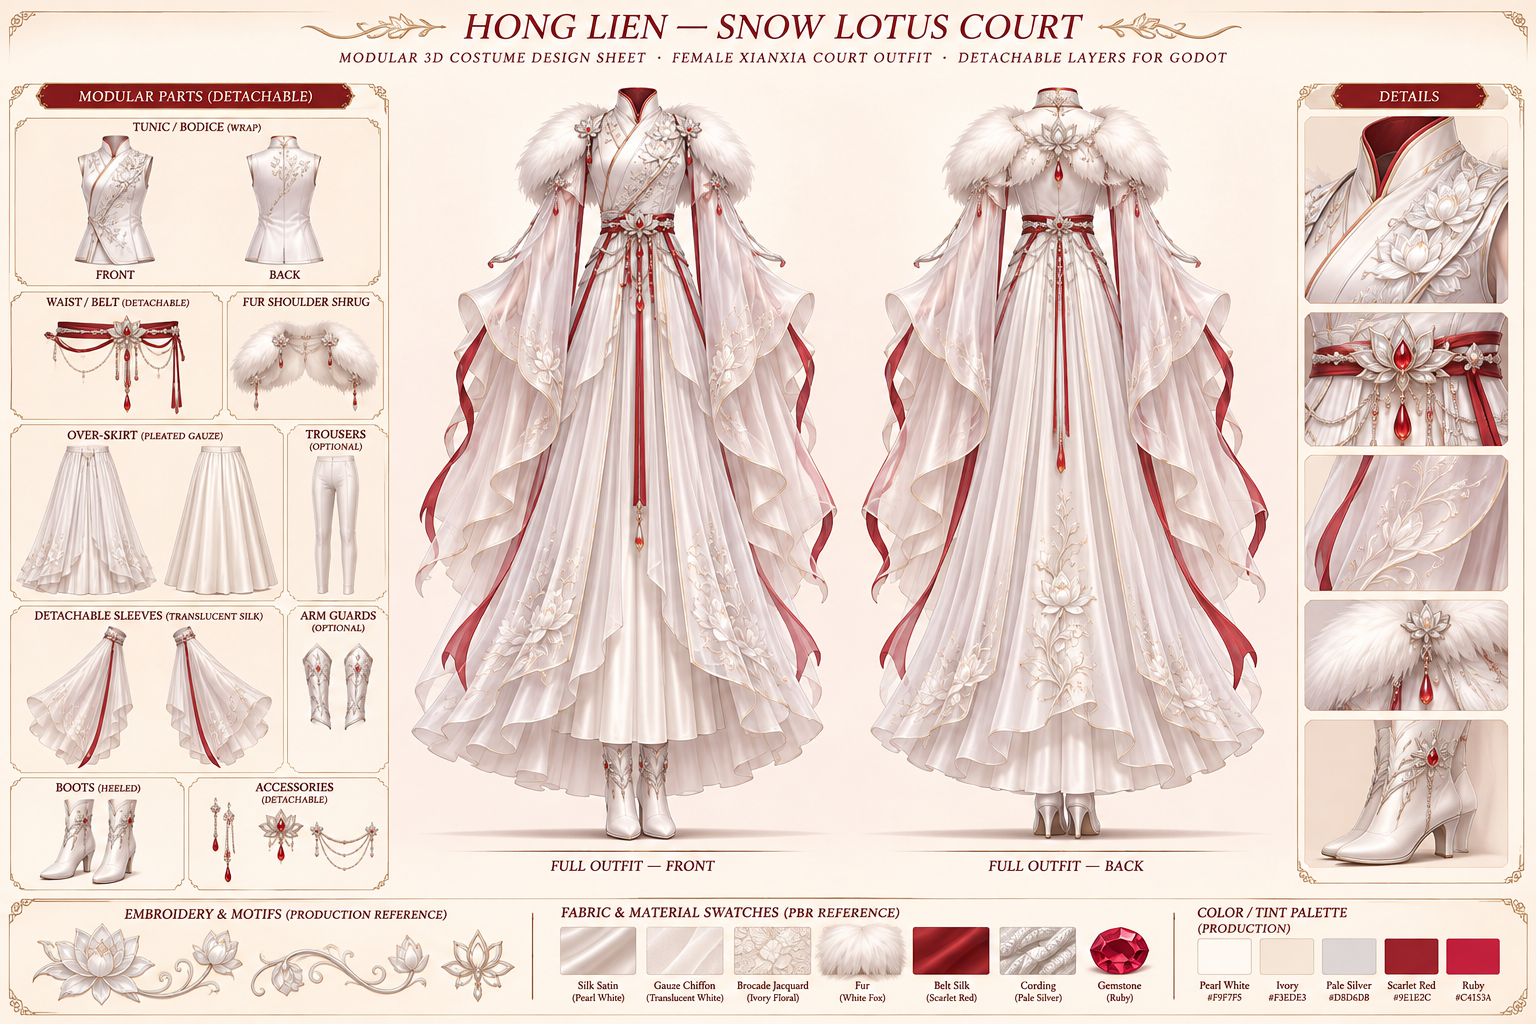 HONG LIEN — SNOW LOTUS COURT
MODULAR 3D COSTUME DESIGN SHEET · FEMALE XIANXIA COURT OUTFIT · DETACHABLE LAYERS FOR GODOT
MODULAR PARTS (DETACHABLE)
TUNIC / BODICE (WRAP)
FRONT
BACK
WAIST / BELT (DETACHABLE)
FUR SHOULDER SHRUG
OVER-SKIRT (PLEATED GAUZE)
TROUSERS
(OPTIONAL)
DETACHABLE SLEEVES (TRANSLUCENT SILK)
ARM GUARDS
(OPTIONAL)
BOOTS (HEELED)
ACCESSORIES
(DETACHABLE)
FULL OUTFIT — FRONT
FULL OUTFIT — BACK
DETAILS
EMBROIDERY & MOTIFS (PRODUCTION REFERENCE)
FABRIC & MATERIAL SWATCHES (PBR REFERENCE)
Silk Satin
(Pearl White)
Gauze Chiffon
(Translucent White)
Brocade Jacquard
(Ivory Floral)
Fur
(White Fox)
Belt Silk
(Scarlet Red)
Cording
(Pale Silver)
Gemstone
(Ruby)
COLOR / TINT PALETTE
(PRODUCTION)
Pearl White
#F9F7F5
Ivory
#F3EDE3
Pale Silver
#D8D6DB
Scarlet Red
#9E1E2C
Ruby
#C4153A